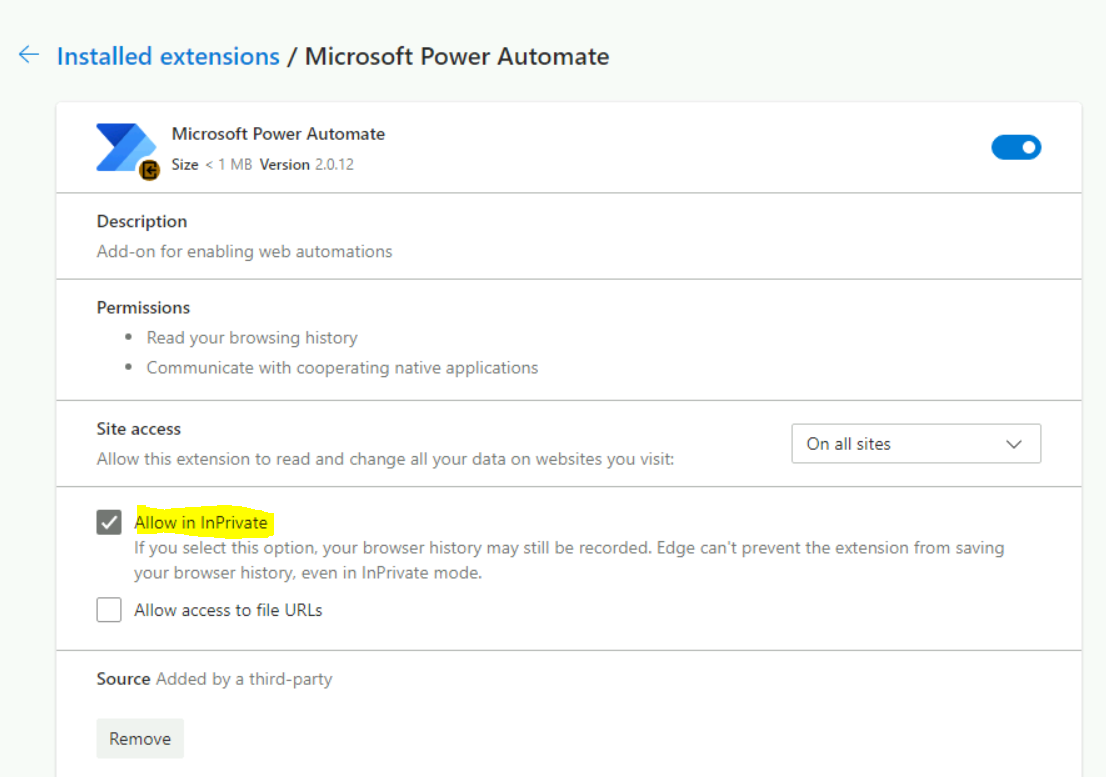 Installed extensions / Microsoft Power Automate
Microsoft Power Automate
Size < 1 MB Version 2.0.12
Description
Add-on for enabling web automations
Permissions
Read your browsing history
Communicate with cooperating native applications
Site access
Allow this extension to read and change all your data on websites you visit:
On all sites
Allow in InPrivate
If you select this option, your browser history may still be recorded. Edge can't prevent the extension from saving
your browser history, even in InPrivate mode.
Allow access to file URLs
Source Added by a third-party
Remove